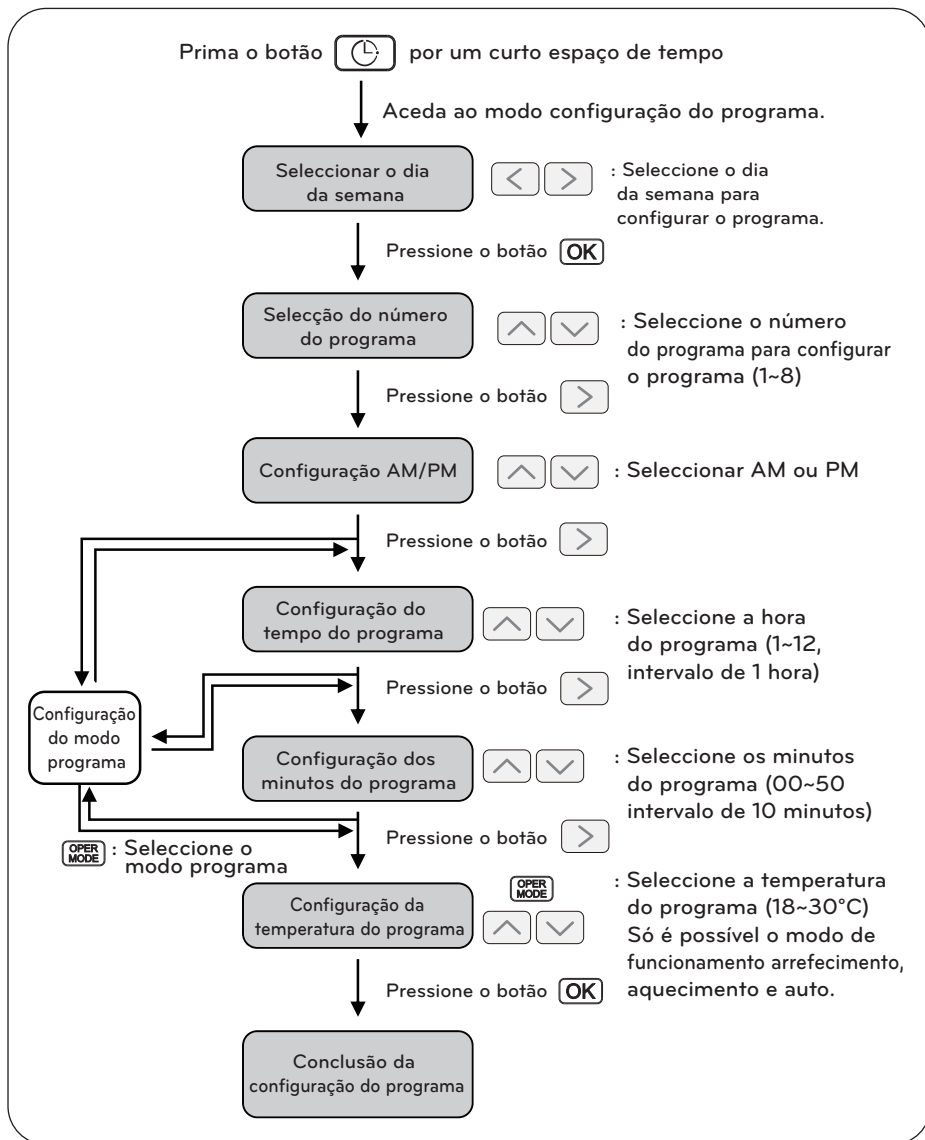 Prima o botão por um curto espaço de tempo
Aceda ao modo configuração do programa.
Seleccionar o dia
da semana
: Seleccione o dia
da semana para
configurar o programa.
Pressione o botão OK
Selecção do número
do programa
: Seleccione o número
do programa para configurar
o programa (1~8)
Pressione o botão
Configuração AM/PM
: Seleccionar AM ou PM
Pressione o botão
Configuração do
tempo do programa
: Seleccione a hora
do programa (1~12,
intervalo de 1 hora)
Pressione o botão
Configuração
do modo
programa
Configuração dos
minutos do programa
: Seleccione os minutos
do programa (00~50
intervalo de 10 minutos)
Pressione o botão
OPER
MODE
: Seleccione o
modo programa
Configuração da
temperatura do programa
OPER
MODE
: Seleccione a temperatura
do programa (18~30°C)
Só é possível o modo de
funcionamento arrefecimento,
aquecimento e auto.
Pressione o botão OK
Conclusão da
configuração do programa